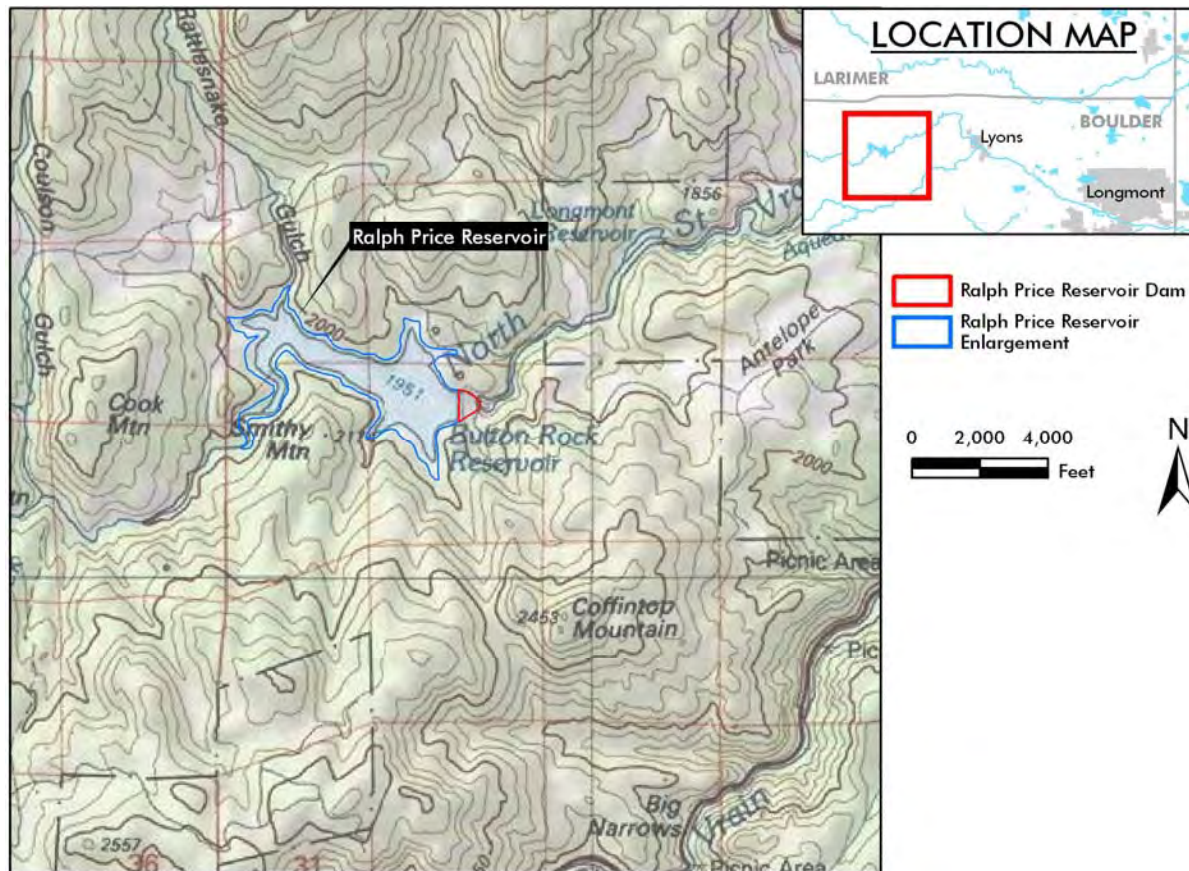 LOCATION MAP
LARIMER
BOULDER
Lyons
Longmont
Ralph Price Reservoir Dam
Ralph Price Reservoir
Enlargement
0 2,000 4,000
Feet
N
Rattlesnake
Gulch
Coulson
Gulch
Ralph Price Reservoir
2000
1951
Longmont
Reservoir
1856
St
North
Antelope
Park
Cook
Mtn
Smithy
Mtn
Button Rock
Reservoir
2000
Picnic Area
2453
Coffintop
Mountain
Big
Narrows
Vrain
Picnic Area
2557
36
31